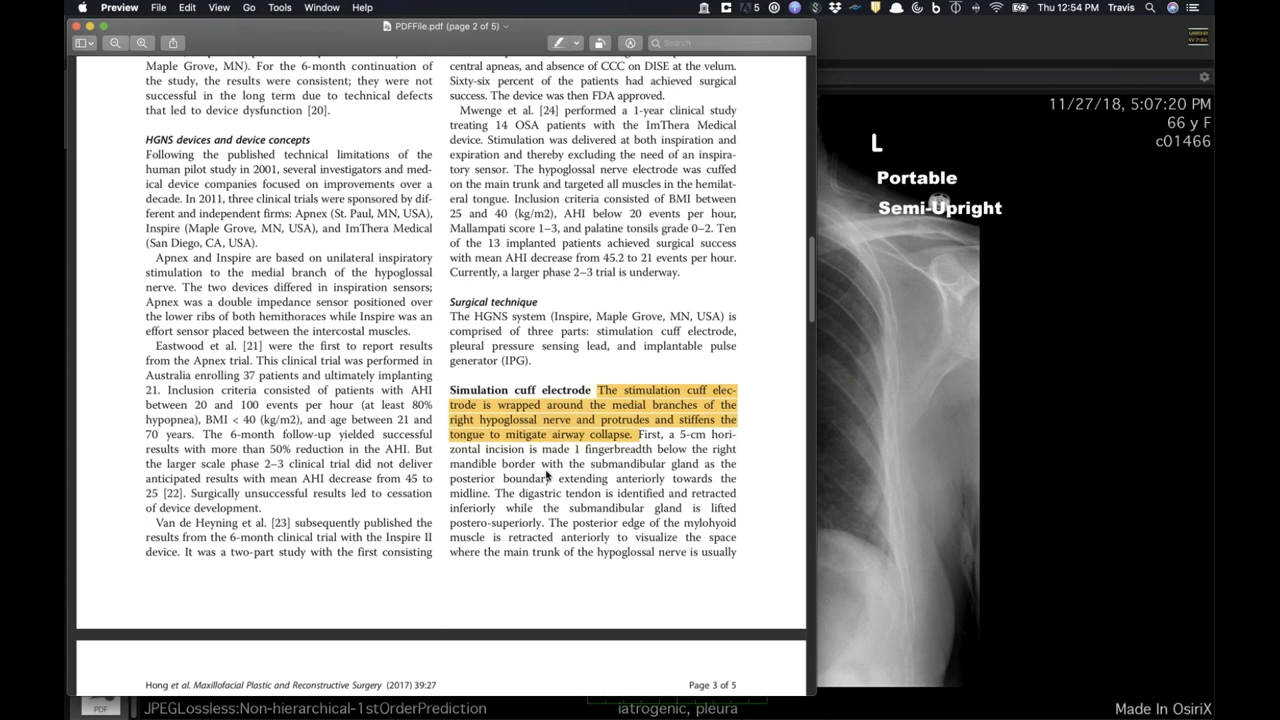 Preview File Edit View Go Tools Window Help
5
Thu 12:54 PM Travis
PDFFile.pdf (page 2 of 5)
Search
Maple Grove, MN). For the 6-month continuation of
the study, the results were consistent; they were not
successful in the long term due to technical defects
that led to device dysfunction [20].
HGNS devices and device concepts
Following the published technical limitations of the
human pilot study in 2001, several investigators and med-
ical device companies focused on improvements over a
decade. In 2011, three clinical trials were sponsored by dif-
ferent and independent firms: Apnex (St. Paul, MN, USA),
Inspire (Maple Grove, MN, USA), and ImThera Medical
(San Diego, CA, USA).
Apnex and Inspire are based on unilateral inspiratory
stimulation to the medial branch of the hypoglossal
nerve. The two devices differed in inspiration sensors;
Apnex was a double impedance sensor positioned over
the lower ribs of both hemithoraces while Inspire was an
effort sensor placed between the intercostal muscles.
Eastwood et al. [21] were the first to report results
from the Apnex trial. This clinical trial was performed in
Australia enrolling 37 patients and ultimately implanting
21. Inclusion criteria consisted of patients with AHI
between 20 and 100 events per hour (at least 80%
hypopnea), BMI < 40 (kg/m2), and age between 21 and
70 years. The 6-month follow-up yielded successful
results with more than 50% reduction in the AHI. But
the larger scale phase 2–3 clinical trial did not deliver
anticipated results with mean AHI decrease from 45 to
25 [22]. Surgically unsuccessful results led to cessation
of device development.
Van de Heyning et al. [23] subsequently published the
results from the 6-month clinical trial with the Inspire II
device. It was a two-part study with the first consisting
central apneas, and absence of CCC on DISE at the velum.
Sixty-six percent of the patients had achieved surgical
success. The device was then FDA approved.
Mwenge et al. [24] performed a 1-year clinical study
treating 14 OSA patients with the ImThera Medical
device. Stimulation was delivered at both inspiration and
expiration and thereby excluding the need of an inspira-
tory sensor. The hypoglossal nerve electrode was cuffed
on the main trunk and targeted all muscles in the hemilat-
eral tongue. Inclusion criteria consisted of BMI between
25 and 40 (kg/m2), AHI below 20 events per hour,
Mallampati score 1–3, and palatine tonsils grade 0–2. Ten
of the 13 implanted patients achieved surgical success
with mean AHI decrease from 45.2 to 21 events per hour.
Currently, a larger phase 2–3 trial is underway.
Surgical technique
The HGNS system (Inspire, Maple Grove, MN, USA) is
comprised of three parts: stimulation cuff electrode,
pleural pressure sensing lead, and implantable pulse
generator (IPG).
Simulation cuff electrode The stimulation cuff elec-
trode is wrapped around the medial branches of the
right hypoglossal nerve and protrudes and stiffens the
tongue to mitigate airway collapse. First, a 5-cm hori-
zontal incision is made 1 fingerbreadth below the right
mandible border with the submandibular gland as the
posterior boundary extending anteriorly towards the
midline. The digastric tendon is identified and retracted
inferiorly while the submandibular gland is lifted
postero-superiorly. The posterior edge of the mylohyoid
muscle is retracted anteriorly to visualize the space
where the main trunk of the hypoglossal nerve is usually
Hong et al. Maxillofacial Plastic and Reconstructive Surgery (2017) 39:27
Page 3 of 5
11/27/18, 5:07:20 PM
66 y F
c01466
L
Portable
Semi-Upright
PDF
JPEGLossless:Non-hierarchical-1stOrderPrediction
iatrogenic, pleura
Made In OsiriX